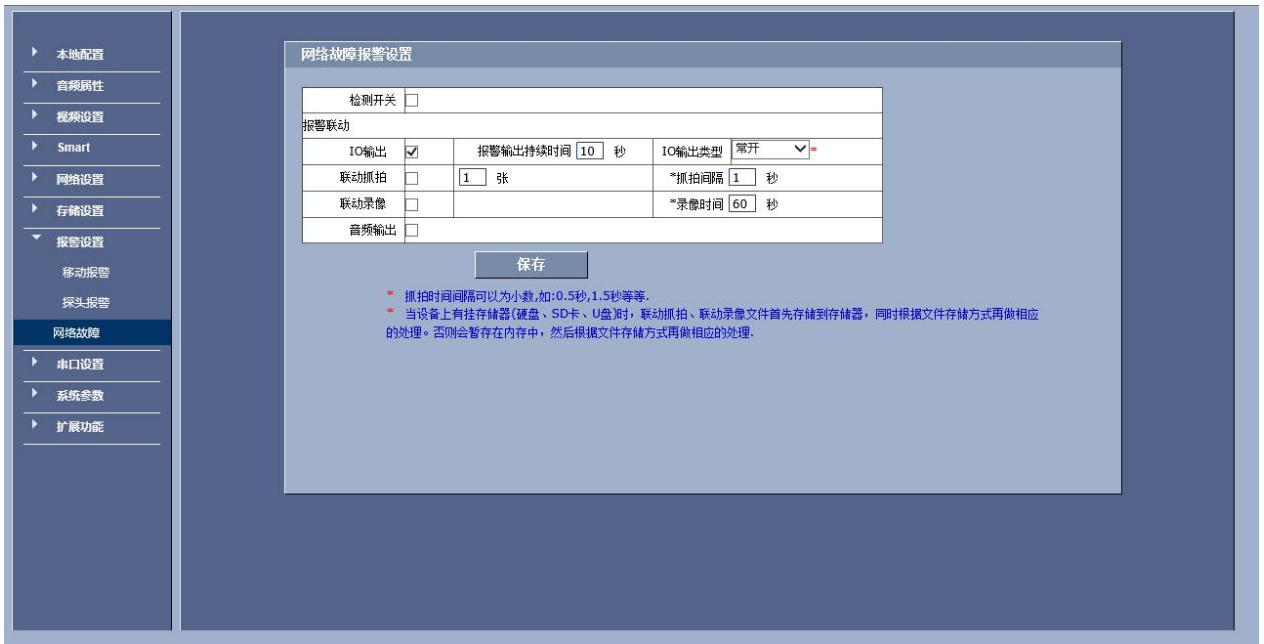 本地配置
音频属性
视频设置
Smart
网络设置
存储设置
报警设置
移动报警
探头报警
网络故障
串口设置
系统参数
扩展功能
网络故障报警设置
检测开关
报警联动
IO输出 报警输出持续时间 10 秒 IO输出类型 常开 *
联动抓拍 1 张 *抓拍间隔 1 秒
联动录像 *录像时间 60 秒
音频输出
保存
* 抓拍时间间隔可以为小数,如:0.5秒,1.5秒等等.
* 当设备上有挂存储器(硬盘、SD卡、U盘)时，联动抓拍、联动录像文件首先存储到存储器，同时根据文件存储方式再做相应
的处理。否则会暂存在内存中，然后根据文件存储方式再做相应的处理.